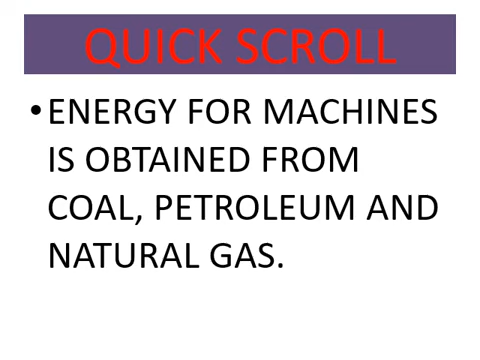 QUICK SCROLL
•ENERGY FOR MACHINES
IS OBTAINED FROM
COAL, PETROLEUM AND
NATURAL GAS.